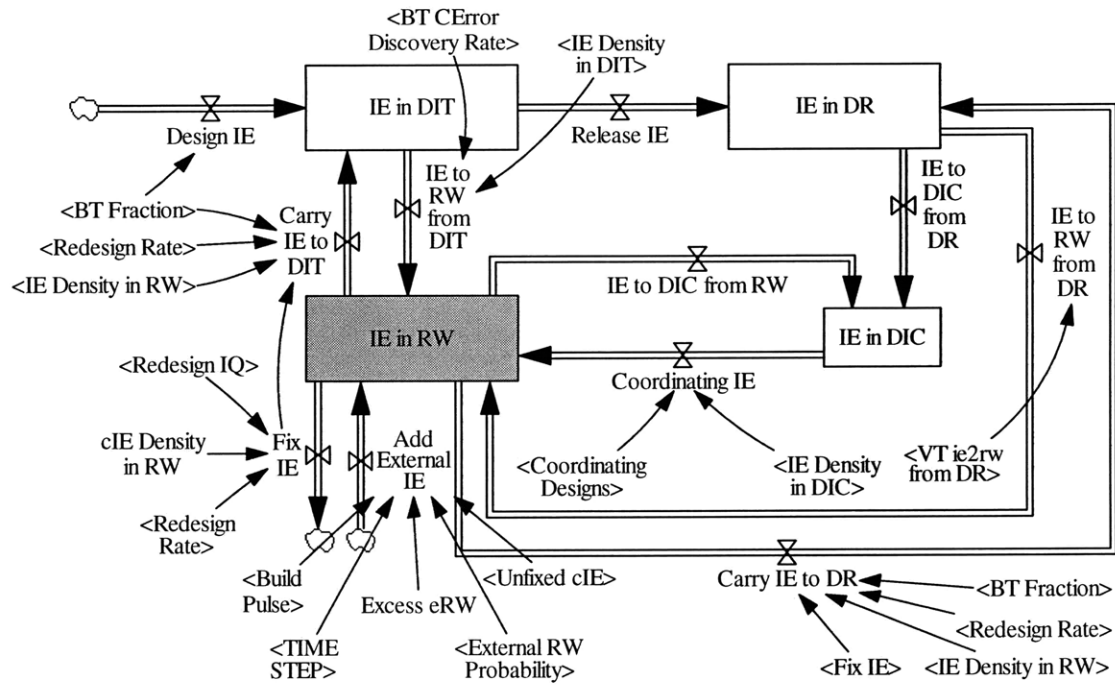 <BT CError
Discovery Rate>
<IE Density
in DIT>
IE in DIT
IE in DR
Design IE
Release IE
IE to
RW
from
DIT
IE to
DIC
from
DR
IE to
RW
from
DR
<BT Fraction>
Carry
IE to
DIT
<Redesign Rate>
<IE Density in RW>
IE to DIC from RW
IE in RW
IE in DIC
Coordinating IE
<Redesign IQ>
cIE Density
in RW
Fix
IE
<Redesign
Rate>
Add
External
IE
<Coordinating
Designs>
<IE Density
in DIC>
<VT ie2rw
from DR>
<Build
Pulse>
Excess eRW
<Unfixed cIE>
<TIME
STEP>
<External RW
Probability>
Carry IE to DR
<BT Fraction>
<Redesign Rate>
<Fix IE>
<IE Density in RW>